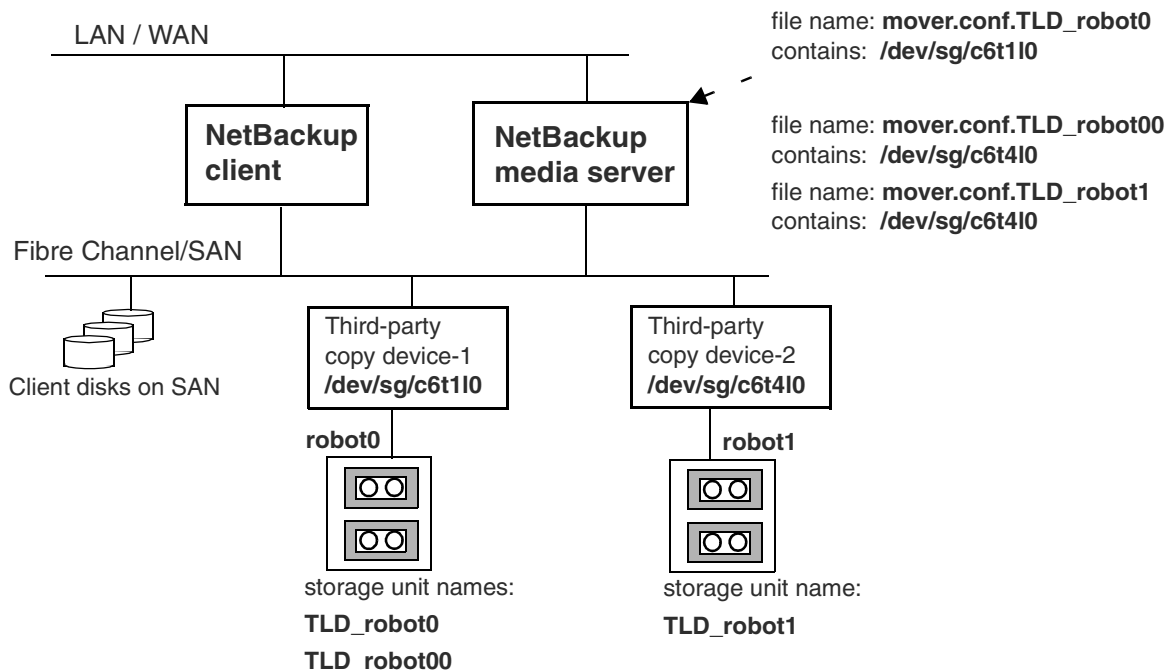 LAN / WAN
file name: mover.conf.TLD_robot0
contains: /dev/sg/c6t1l0
file name: mover.conf.TLD_robot00
contains: /dev/sg/c6t4l0
file name: mover.conf.TLD_robot1
contains: /dev/sg/c6t4l0
NetBackup
client
NetBackup
media server
Fibre Channel/SAN
Client disks on SAN
Third-party
copy device-1
/dev/sg/c6t1l0
Third-party
copy device-2
/dev/sg/c6t4l0
robot0
robot1
storage unit names:
TLD_robot0
TLD_robot00
storage unit name:
TLD_robot1